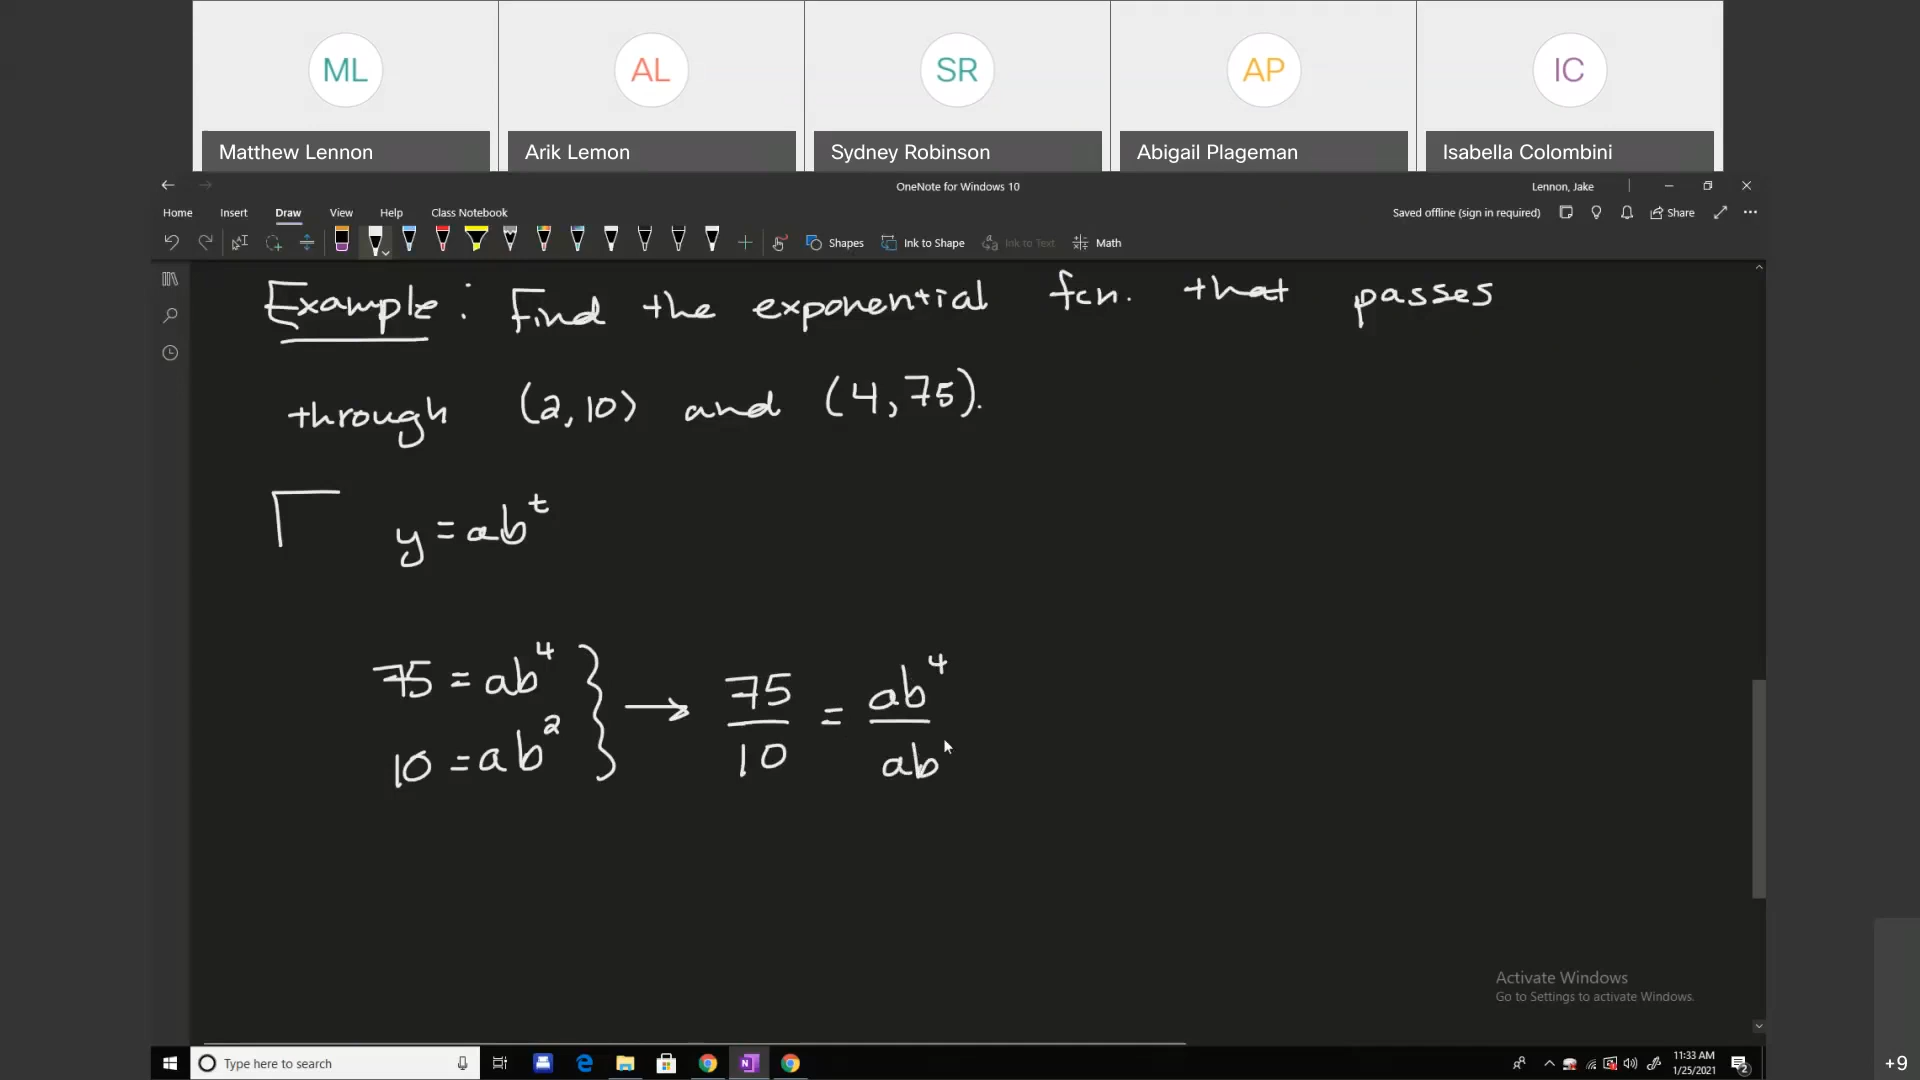 ML AL SR AP IC
Matthew Lennon Arik Lemon Sydney Robinson Abigail Plageman Isabella Colombini
OneNote for Windows 10 Lennon, Jake
Home Insert Draw View Help Class Notebook Saved offline (sign in required) Share
Shapes Ink to Shape Ink to Text Math
Example: Find the exponential fcn. that passes
through (2,10) and (4,75).
y = ab^t
75 = ab^4
10 = ab^2
} → 75/10 = ab^4/ab
Activate Windows
Go to Settings to activate Windows.
Type here to search 11:33 AM
1/25/2021 2
+9